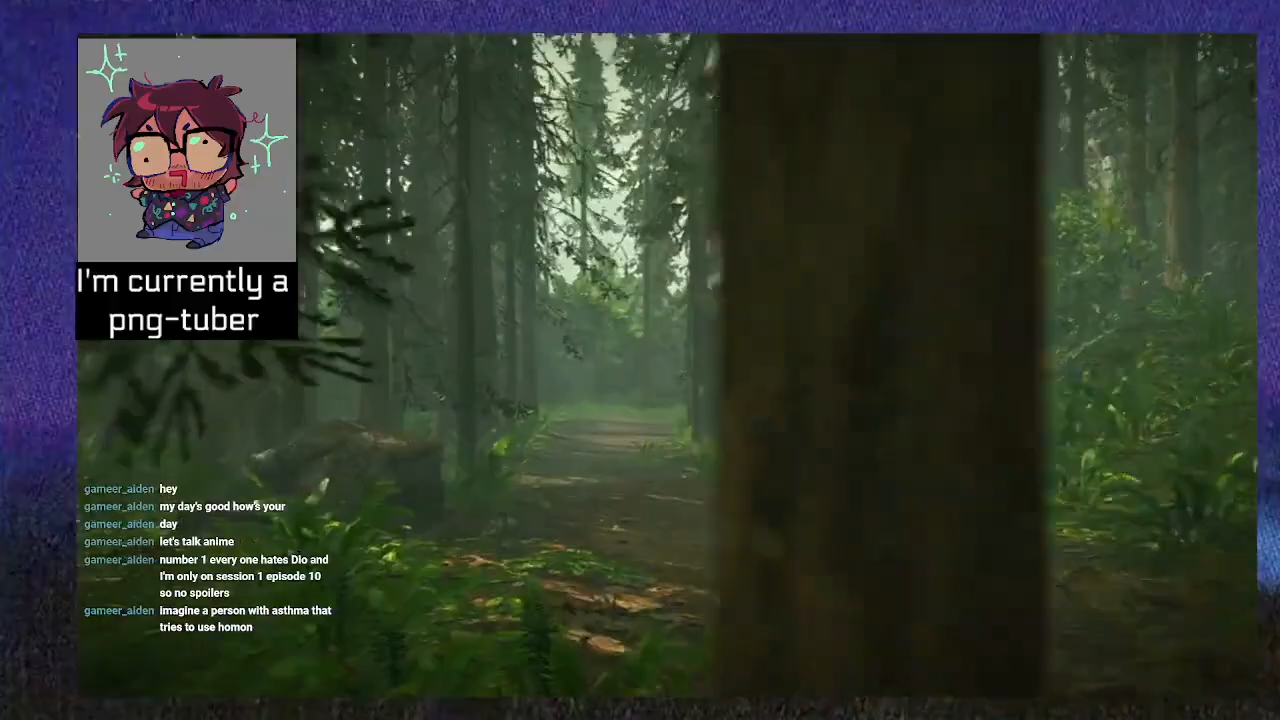 I'm currently a
png-tuber
gameer_aiden hey
gameer_aiden my day's good how's your
gameer_aiden day
gameer_aiden let's talk anime
gameer_aiden number 1 every one hates Dio and
I'm only on session 1 episode 10
so no spoilers
gameer_aiden imagine a person with asthma that
tries to use homon